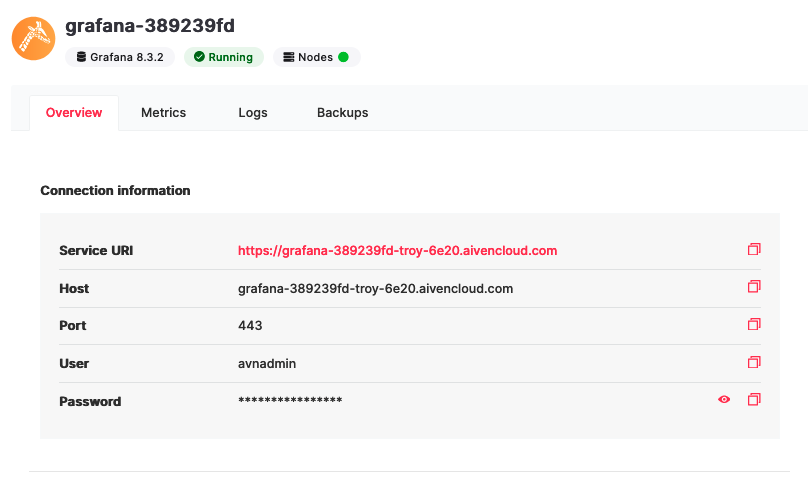 grafana-389239fd
Grafana 8.3.2 Running Nodes
Overview Metrics Logs Backups
Connection information
Service URI https://grafana-389239fd-troy-6e20.aivencloud.com
Host grafana-389239fd-troy-6e20.aivencloud.com
Port 443
User avnadmin
Password ****************